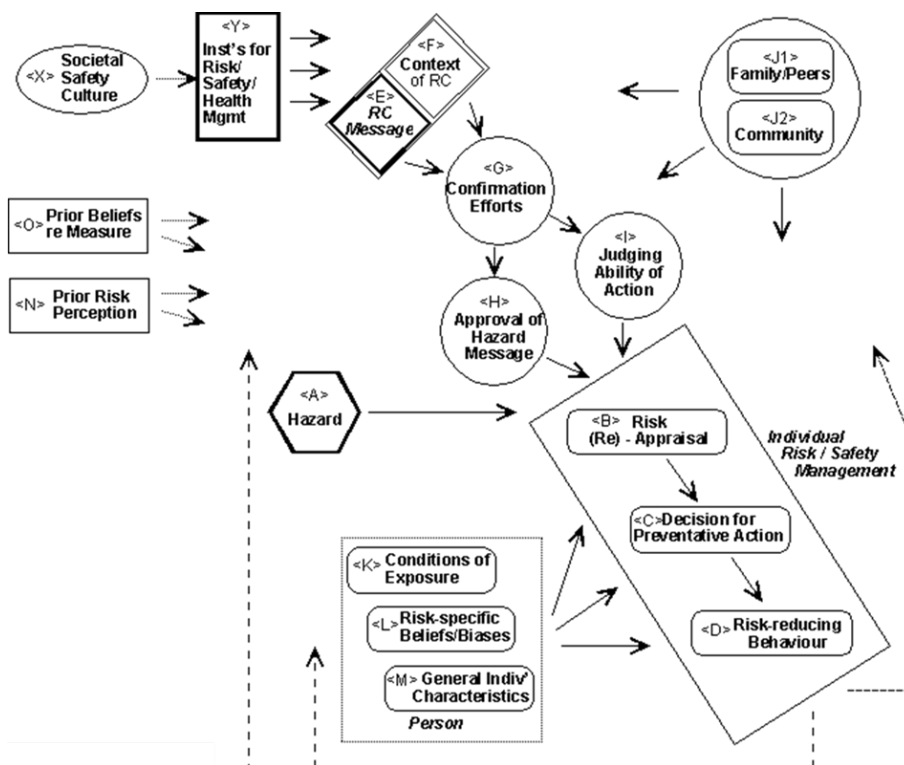 <X> Societal
Safety
Culture
<Y>
Inst's for
Risk/
Safety/
Health
Mgmt
<F>
Context
of RC
<E>
RC
Message
<J1>
Family/Peers
<J2>
Community
<G>
Confirmation
Efforts
<O> Prior Beliefs
re Measure
<I>
Judging
Ability of
Action
<N> Prior Risk
Perception
<H>
Approval of
Hazard
Message
<A>
Hazard
<B> Risk
(Re) - Appraisal
Individual
Risk / Safety
Management
<C> Decision for
Preventative Action
<K> Conditions of
Exposure
<L> Risk-specific
Beliefs/Biases
<D> Risk-reducing
Behaviour
<M> General Indiv'
Characteristics
Person